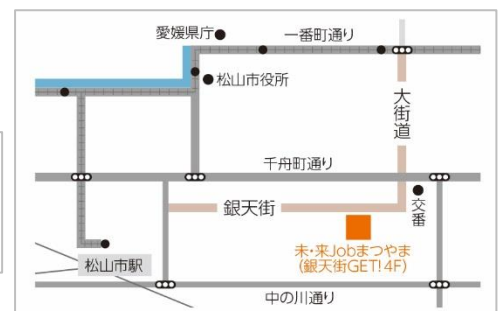 愛媛県庁
一番町通り
松山市役所
大街道
千舟町通り
銀天街
交番
未・来Jobまつやま
(銀天街GET!4F)
松山市駅
中の川通り